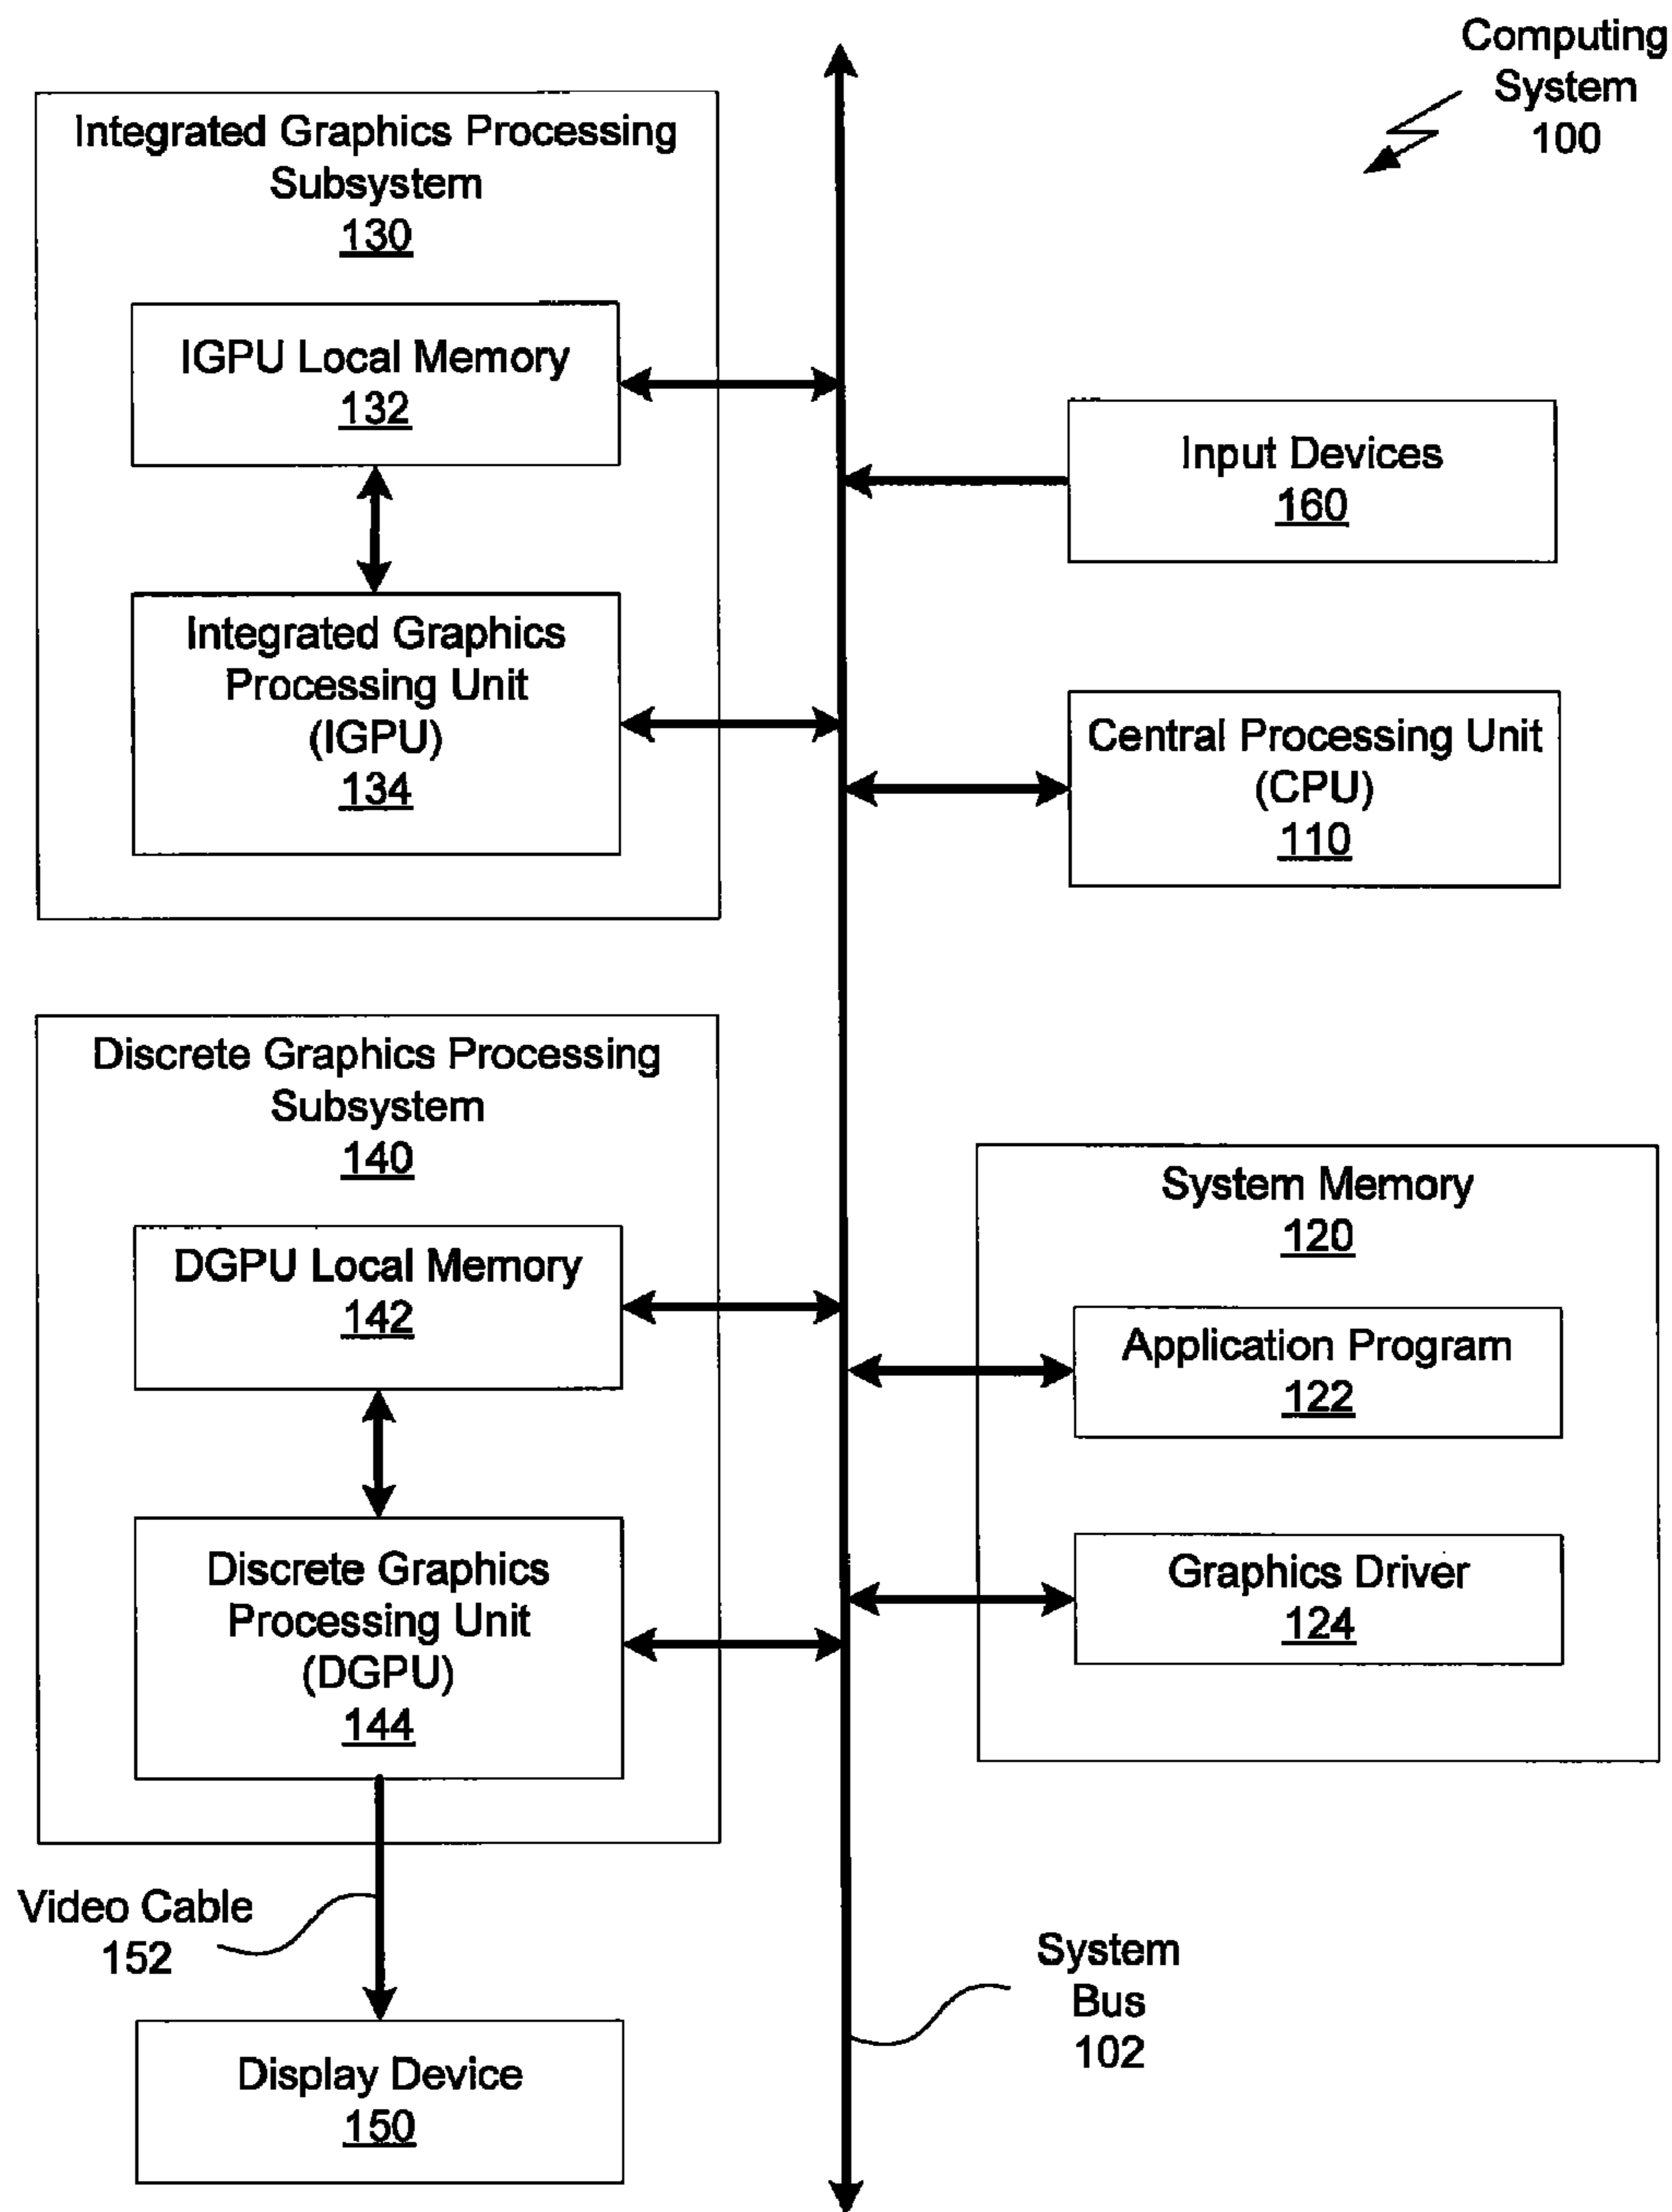 Computing
System
100
Integrated Graphics Processing
Subsystem
130
IGPU Local Memory
132
Integrated Graphics
Processing Unit
(IGPU)
134
Input Devices
160
Central Processing Unit
(CPU)
110
Discrete Graphics Processing
Subsystem
140
DGPU Local Memory
142
Discrete Graphics
Processing Unit
(DGPU)
144
System Memory
120
Application Program
122
Graphics Driver
124
Video Cable
152
System
Bus
102
Display Device
150